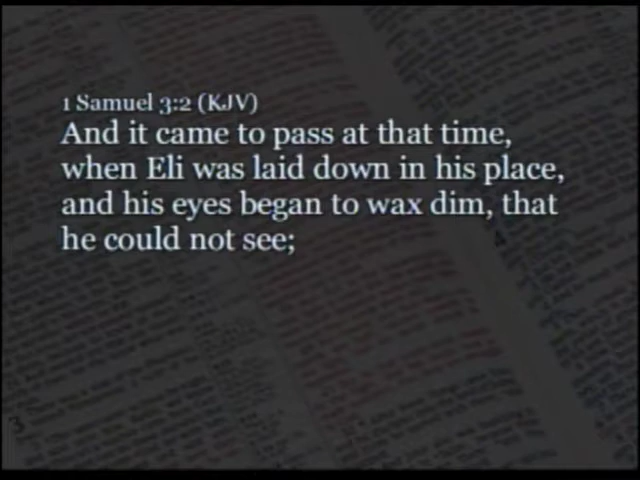 1 Samuel 3:2 (KJV)
And it came to pass at that time,
when Eli was laid down in his place,
and his eyes began to wax dim, that
he could not see;